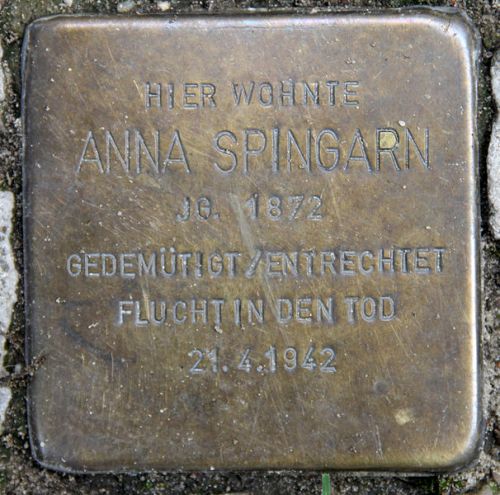 HIER WOHNTE
ANNA SPINGARN
JG. 1872
GEDEMÜTIGT/ENTRECHTET
FLUCHT IN DEN TOD
21.4.1942